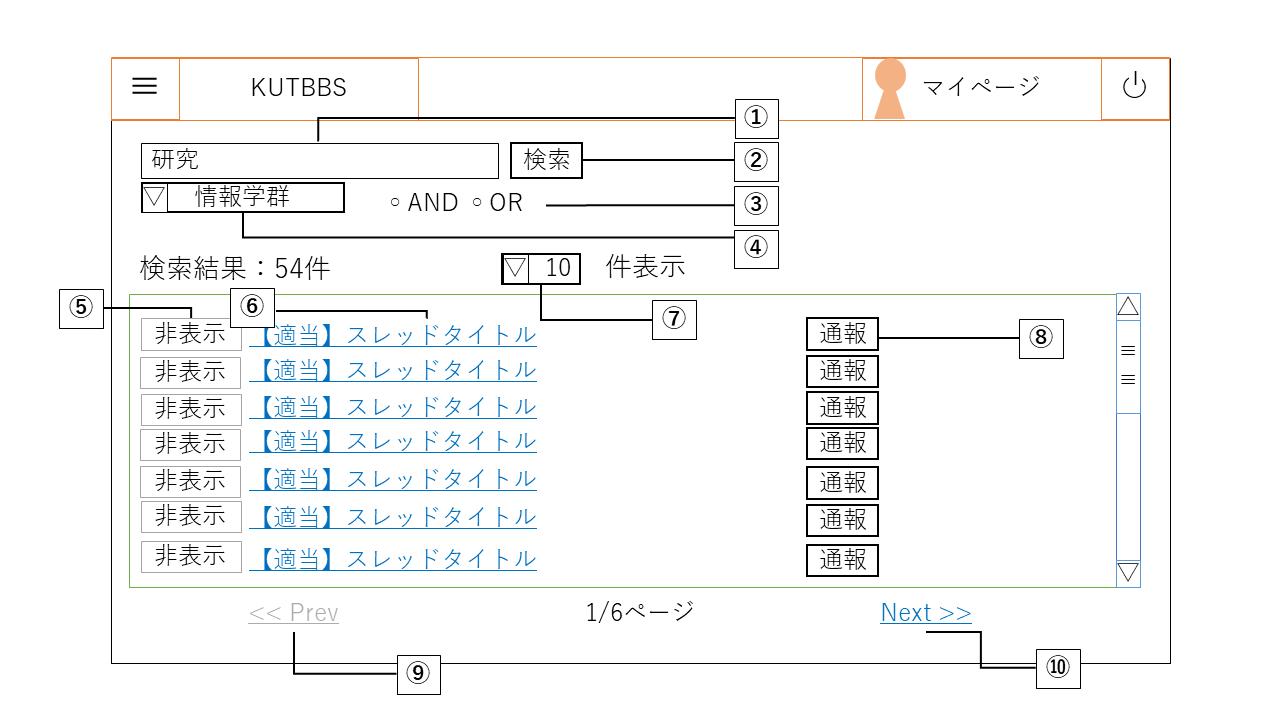 KUTBBS マイページ
①
研究 検索 ②
▽ 情報学群 ○ AND ○ OR ③
④
検索結果：54件 ▽ 10 件表示
⑤ ⑥ ⑦
非表示 【適当】スレッドタイトル 通報 ⑧
非表示 【適当】スレッドタイトル 通報
非表示 【適当】スレッドタイトル 通報
非表示 【適当】スレッドタイトル 通報
非表示 【適当】スレッドタイトル 通報
非表示 【適当】スレッドタイトル 通報
非表示 【適当】スレッドタイトル 通報
<< Prev 1/6ページ Next >>
⑨ ⑩